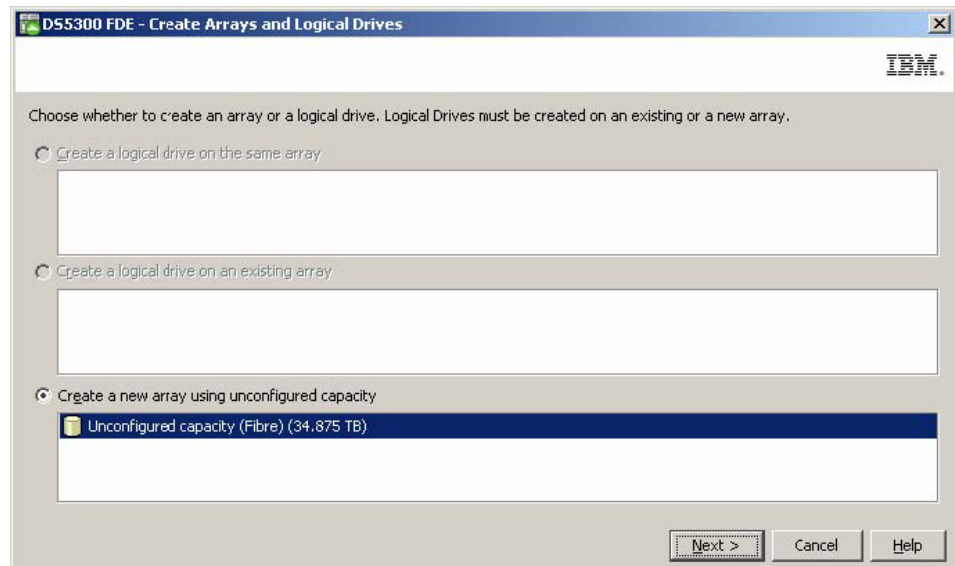 DS5300 FDE - Create Arrays and Logical Drives
IBM.
Choose whether to create an array or a logical drive. Logical Drives must be created on an existing or a new array.
Create a logical drive on the same array
Create a logical drive on an existing array
Create a new array using unconfigured capacity
Unconfigured capacity (Fibre) (34.875 TB)
Next >
Cancel
Help